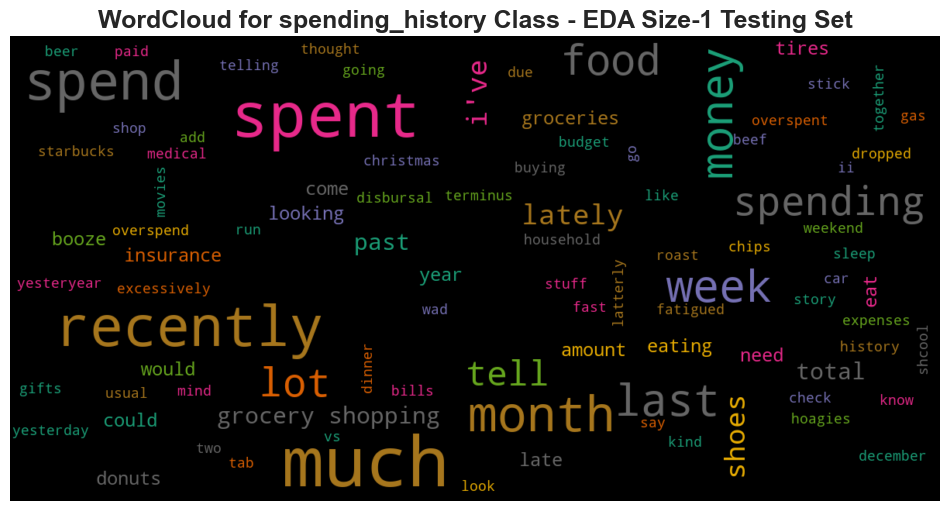 WordCloud for spending_history Class - EDA Size-1 Testing Set
beer
paid
thought
tires
spend
telling
going
i've
due
food
money
stick
together
spent
groceries
overspent
gas
shop
add
budget
beef
starbucks
medical
christmas
go
dropped
movies
buying
ii
come
disbursal
terminus
like
spending
looking
lately
booze
overspend
run
past
household
weekend
insurance
roast
chips
sleep
yesteryear
excessively
year
stuff
latterly
week
car
eat
wad
fast
fatigued
story
recently
expenses
dinner
amount
eating
need
history
shcool
would
lot
tell
total
gifts
usual
mind
bills
month
last
shoes
check
know
yesterday
could
grocery shopping
say
hoagies
vs
much
kind
two
tab
late
december
donuts
look